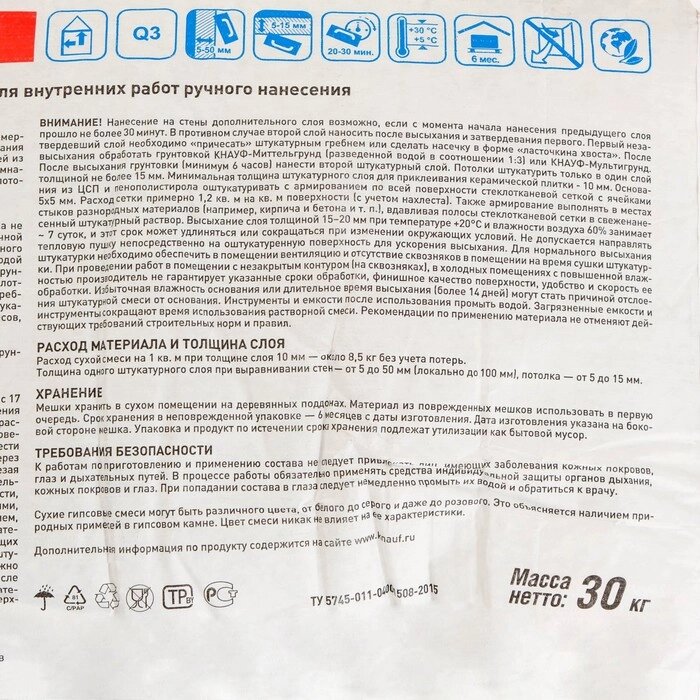 Q3
5-50 мм
5-15 мм
20-30 мин.
+30 °C
+5 °C
6 мес.
ля внутренних работ ручного нанесения
ВНИМАНИЕ! Нанесение на стены дополнительного слоя возможно, если с момента начала нанесения предыдущего слоя
прошло не более 30 минут. В противном случае второй слой наносить после высыхания и затвердевания первого. Первый неза-
твердевший слой необходимо «причесать» штукатурным гребнем или сделать насечку в форме «ласточкина хвоста». После
высыхания обработать грунтовкой КНАУФ-Миттельгрунд (разведенной водой в соотношении 1:3) или КНАУФ-Мультигрунд.
После высыхания грунтовки (минимум 6 часов) нанести второй штукатурный слой. Потолки штукатурить только в один слой
толщиной не более 15 мм. Минимальная толщина штукатурного слоя для приклеивания керамической плитки - 10 мм. Основа-
ния из ЦСП и пенополистирола штукатурить с армированием по всей поверхности стеклотканевой сеткой с ячейками
5х5 мм. Расход сетки примерно 1,2 кв. м на кв. м поверхности (с учетом нахлеста). Также армирование выполнять в местах
стыков разнородных материалов (например, кирпича и бетона и т. п.), вдавливая полосы стеклотканевой сетки в свеженане-
сенный штукатурный раствор. Высыхание слоя толщиной 15–20 мм при температуре +20°С и влажности воздуха 60% занимает
~ 7 суток, и этот срок может удлиняться или сокращаться при изменении окружающих условий. Не допускается направлять
тепловую пушку непосредственно на штукатурную поверхность для ускорения высыхания. Для нормального высыхания
штукатурки необходимо обеспечить в помещении вентиляцию и отсутствие сквозняков в помещении на время сушки штукатур-
ки. При проведении работ в помещении с незакрытым контуром (на сквозняках), в холодных помещениях с повышенной влаж-
ностью производитель не гарантирует указанные сроки обработки, финишное качество поверхности, удобство и скорость ее
обработки. Избыточная влажность основания или длительное время высыхания (более 14 дней) могут стать причиной отслое-
ния штукатурной смеси от основания. Инструменты и емкости после использования промыть водой. Загрязненные емкости и
инструменты сокращают время использования растворной смеси. Рекомендации по применению материала не отменяют дей-
ствующих требований строительных норм и правил.
РАСХОД МАТЕРИАЛА И ТОЛЩИНА СЛОЯ
Расход сухой смеси на 1 кв. м при толщине слоя 10 мм — около 8,5 кг без учета потерь.
Толщина одного штукатурного слоя при выравнивании стен — от 5 до 50 мм (локально до 100 мм), потолка — от 5 до 15 мм.
ХРАНЕНИЕ
Мешки хранить в сухом помещении на деревянных поддонах. Материал из поврежденных мешков использовать в первую
очередь. Срок хранения в неповрежденной упаковке — 6 месяцев с даты изготовления. Дата изготовления указана на боко-
вой стороне мешка. Упаковка и продукт по истечении срока хранения подлежат утилизации как бытовой мусор.
ТРЕБОВАНИЯ БЕЗОПАСНОСТИ
К работам по приготовлению и применению состава не следует привлекать лиц, имеющих заболевания кожных покровов,
глаз и дыхательных путей. В процессе работы обязательно применять средства индивидуальной защиты органов дыхания,
кожных покровов и глаз. При попадании состава в глаза следует немедленно промыть их водой и обратиться к врачу.
Сухие гипсовые смеси могут быть различного цвета, от белого до серого и даже до розового. Это объясняется наличием при-
родных примесей в гипсовом камне. Цвет смеси никак не влияет на ее характеристики.
Дополнительная информация по продукту содержится на сайте www.knauf.ru
81
C/PAP
ТР BY
РСТ
ТУ 5745-011-04001508-2015
Масса
нетто: 30 кг